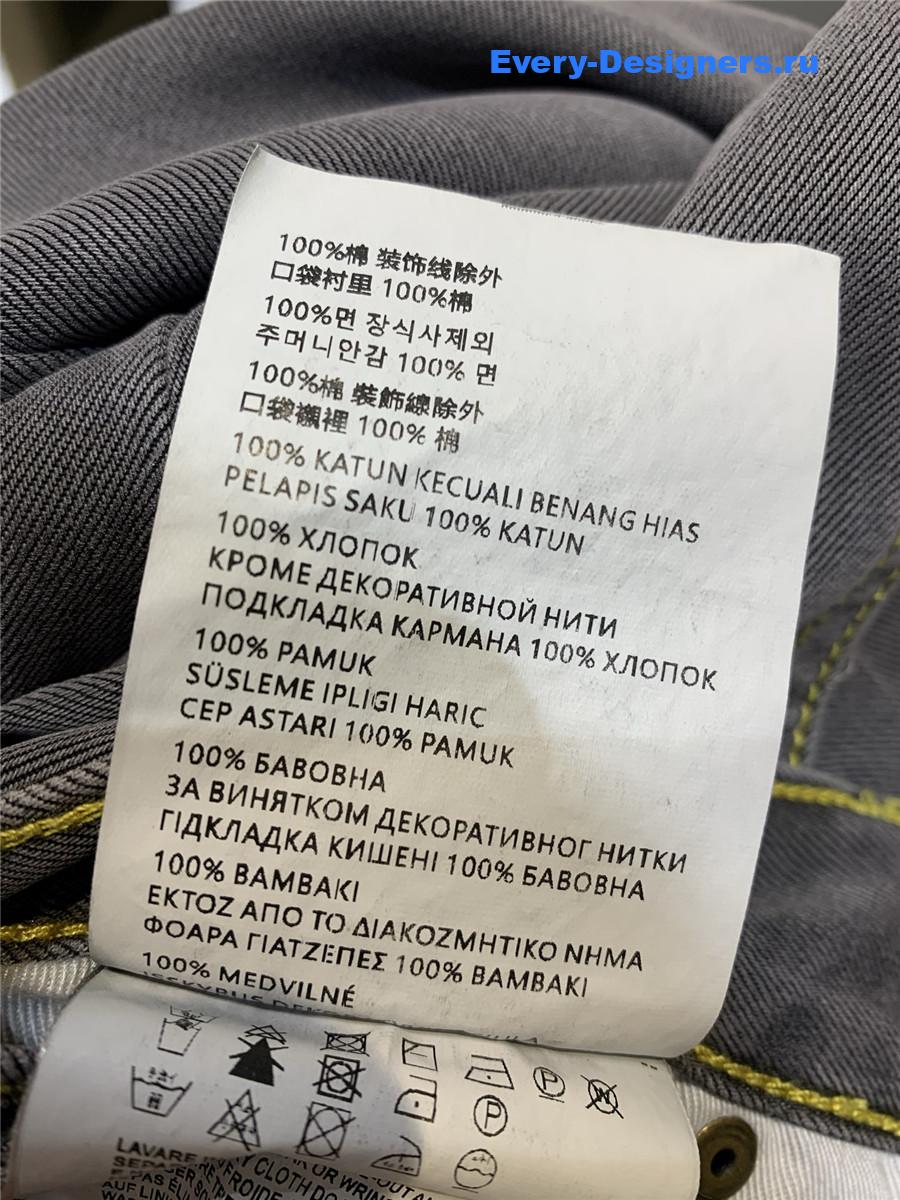 Every-Designers.ru
100%棉 装饰线除外
口袋衬里 100%棉
100%면 장식사제외
주머니안감 100% 면
100%棉 裝飾線除外
口袋襯裡 100% 棉
100% KATUN KECUALI BENANG HIAS
PELAPIS SAKU 100% KATUN
100% ХЛОПОК
КРОМЕ ДЕКОРАТИВНОЙ НИТИ
ПОДКЛАДКА КАРМАНА 100% ХЛОПОК
100% PAMUK
SÜSLEME IPLIGI HARIC
CEP ASTARI 100% PAMUK
100% БАВОВНА
ЗА ВИНЯТКОМ ДЕКОРАТИВНОГ НИТКИ
ГІДКЛАДКА КИШЕНІ 100% БАВОВНА
100% BAMBAKI
ΕΚΤΟΖ ΑΠΟ ΤΟ ΔΙΑΚΟΖΜΗΤΙΚΟ ΝΗΜΑ
ΦΟΑΡΑ ΓΙΑΤΖΕΠΕΣ 100% BAMBAKI
100% MEDVILNÉ
P W
P
LAVARE